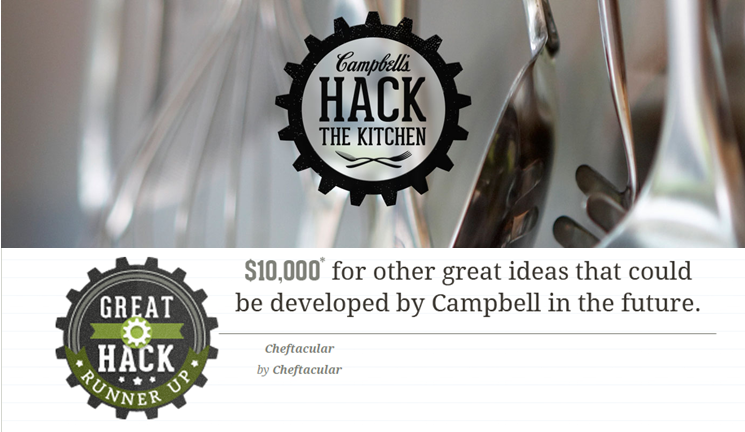 Campbell's
HACK
THE KITCHEN
GREAT
HACK
RUNNER UP
$10,000* for other great ideas that could
be developed by Campbell in the future.
Cheftacular
by Cheftacular